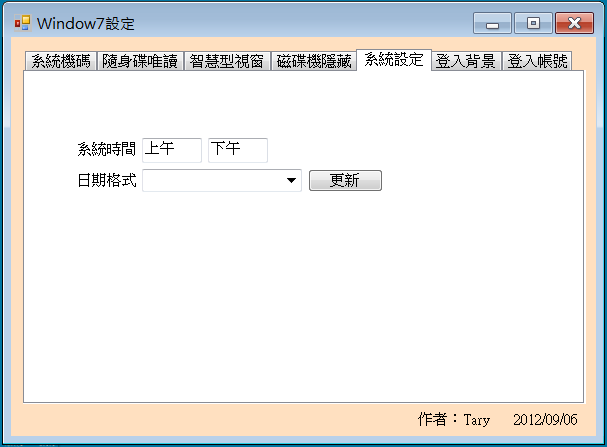 Window7設定
系統機碼 隨身碟唯讀 智慧型視窗 磁碟機隱藏 系統設定 登入背景 登入帳號
系統時間 上午 下午
日期格式 更新
作者：Tary 2012/09/06